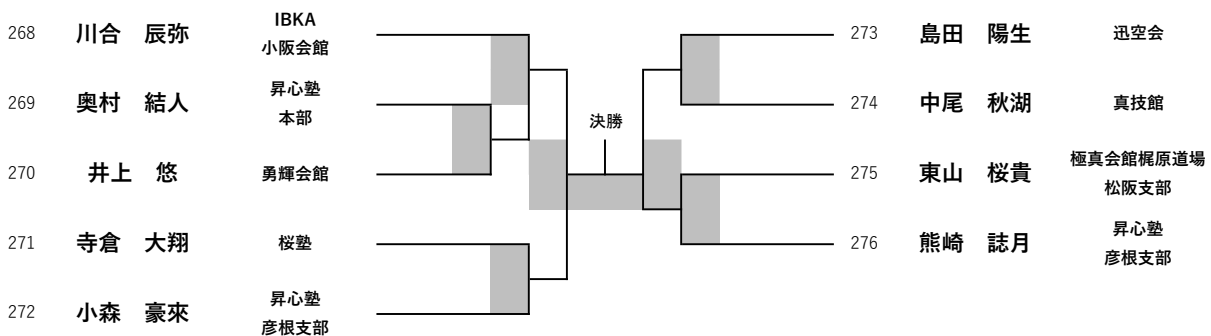 268 川合 辰弥 IBKA
小阪会館
269 奥村 結人 昇心塾
本部
270 井上 悠 勇輝会館
271 寺倉 大翔 桜塾
272 小森 豪來 昇心塾
彦根支部
決勝
273 島田 陽生 迅空会
274 中尾 秋湖 真技館
275 東山 桜貴 極真会館梶原道場
松阪支部
276 熊崎 誌月 昇心塾
彦根支部